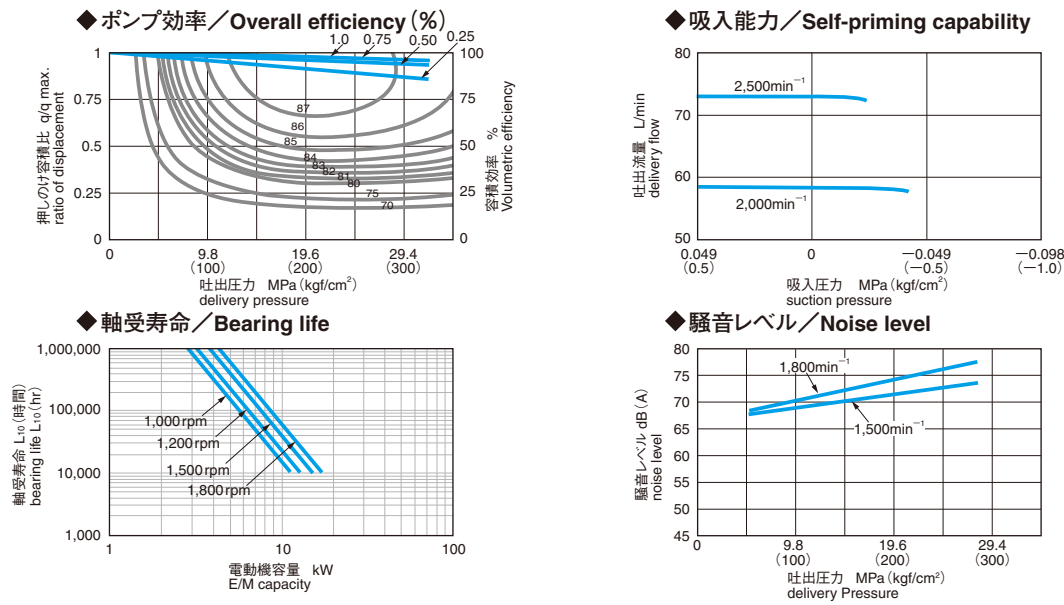 ◆ポンプ効率／Overall efficiency (%)
1.0 0.75 0.50 0.25
1
0.75
0.5
0.25
0
押しのけ容積比 q/q max.
ratio of displacement
87
86
85
84
83
82
81
80
75
70
100
75
50
25
0
容積効率 %
Volumetric efficiency
0 9.8 19.6 29.4
(100) (200) (300)
吐出圧力 MPa(kgf/cm²)
delivery pressure
◆吸入能力／Self-priming capability
80
70
60
50
吐出流量 L/min
delivery flow
2,500min⁻¹
2,000min⁻¹
0.049 0 —0.049 —0.098
(0.5) (—0.5) (—1.0)
吸入圧力 MPa(kgf/cm²)
suction pressure
◆軸受寿命／Bearing life
1,000,000
100,000
10,000
1,000
軸受寿命 L₁₀(時間)
bearing life L₁₀(hr)
1,000rpm
1,200rpm
1,500rpm
1,800rpm
1 10 100
電動機容量 kW
E/M capacity
◆騒音レベル／Noise level
80
75
70
65
60
55
50
45
騒音レベル dB(A)
noise level
1,800min⁻¹
1,500min⁻¹
0 9.8 19.6 29.4
(100) (200) (300)
吐出圧力 MPa(kgf/cm²)
delivery Pressure